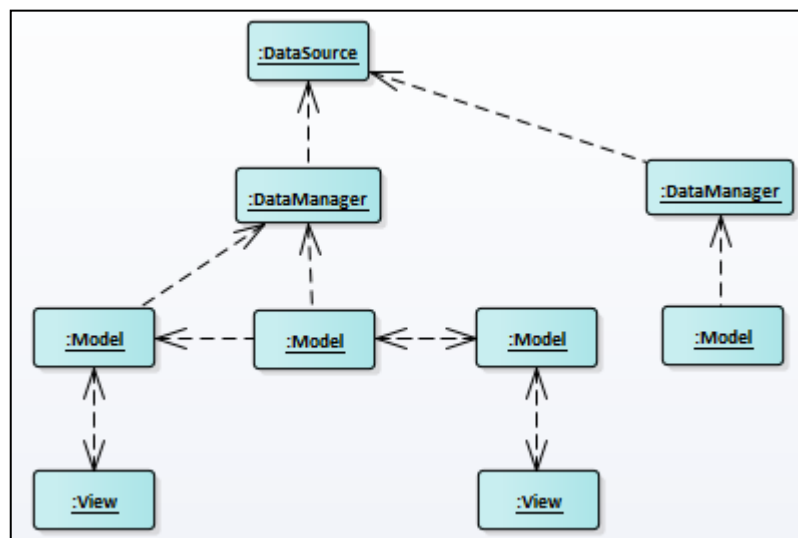 :DataSource
:DataManager
:DataManager
:Model
:Model
:Model
:Model
:View
:View